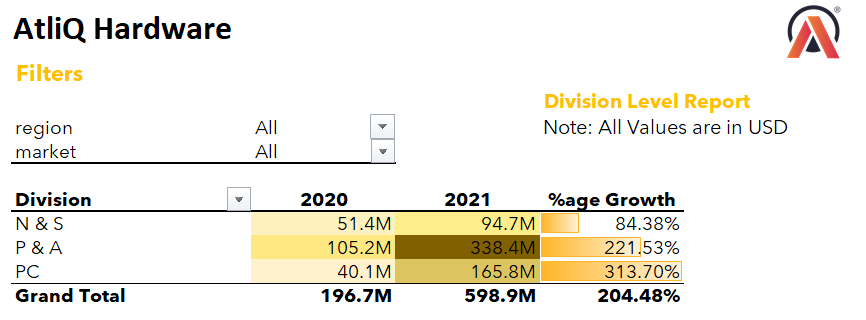 AtliQ Hardware
®
Filters
Division Level Report
Note: All Values are in USD
region All
market All
Division 2020 2021 %age Growth
N & S 51.4M 94.7M 84.38%
P & A 105.2M 338.4M 221.53%
PC 40.1M 165.8M 313.70%
Grand Total 196.7M 598.9M 204.48%